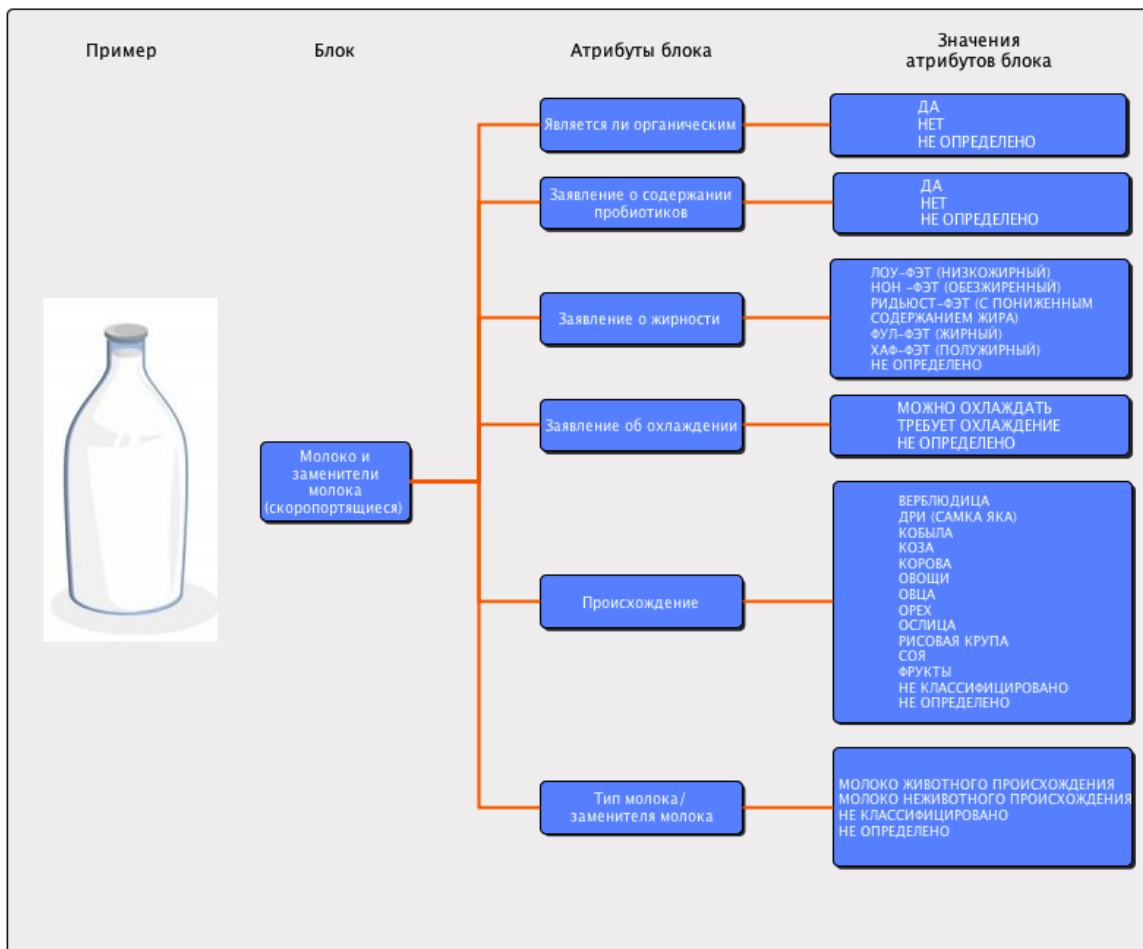 Пример
Блок
Атрибуты блока
Значения
атрибутов блока
Является ли органическим
ДА
НЕТ
НЕ ОПРЕДЕЛЕНО
Заявление о содержании
пробиотиков
ДА
НЕТ
НЕ ОПРЕДЕЛЕНО
Заявление о жирности
ЛОУ-ФЭТ (НИЗКОЖИРНЫЙ)
НОН -ФЭТ (ОБЕЗЖИРЕННЫЙ)
РИДЬЮСТ-ФЭТ (С ПОНИЖЕННЫМ
СОДЕРЖАНИЕМ ЖИРА)
ФУЛ-ФЭТ (ЖИРНЫЙ)
ХАФ-ФЭТ (ПОЛУЖИРНЫЙ)
НЕ ОПРЕДЕЛЕНО
Заявление об охлаждении
МОЖНО ОХЛАЖДАТЬ
ТРЕБУЕТ ОХЛАЖДЕНИЕ
НЕ ОПРЕДЕЛЕНО
Молоко и
заменители
молока
(скоропортящиеся)
Происхождение
ВЕРБЛЮДИЦА
ДРИ (САМКА ЯКА)
КОБЫЛА
КОЗА
КОРОВА
ОВОЩИ
ОВЦА
ОРЕХ
ОСЛИЦА
РИСОВАЯ КРУПА
СОЯ
ФРУКТЫ
НЕ КЛАССИФИЦИРОВАНО
НЕ ОПРЕДЕЛЕНО
Тип молока/
заменителя молока
МОЛОКО ЖИВОТНОГО ПРОИСХОЖДЕНИЯ
МОЛОКО НЕЖИВОТНОГО ПРОИСХОЖДЕНИЯ
НЕ КЛАССИФИЦИРОВАНО
НЕ ОПРЕДЕЛЕНО